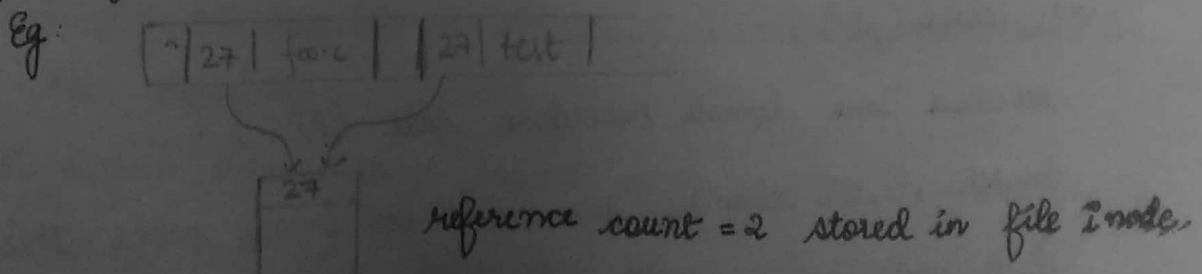 Eg:
27 foo.c 27 test
27
reference count = 2 stored in file inode.